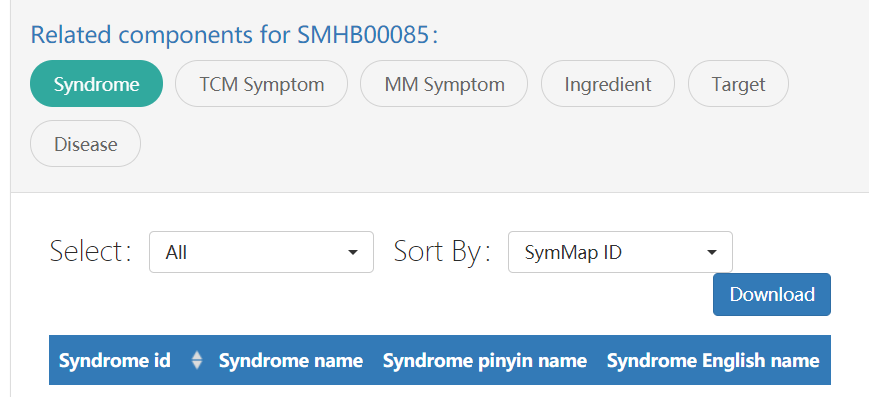 Related components for SMHB00085:
Syndrome TCM Symptom MM Symptom Ingredient Target
Disease
Select: All Sort By: SymMap ID
Download
Syndrome id Syndrome name Syndrome pinyin name Syndrome English name